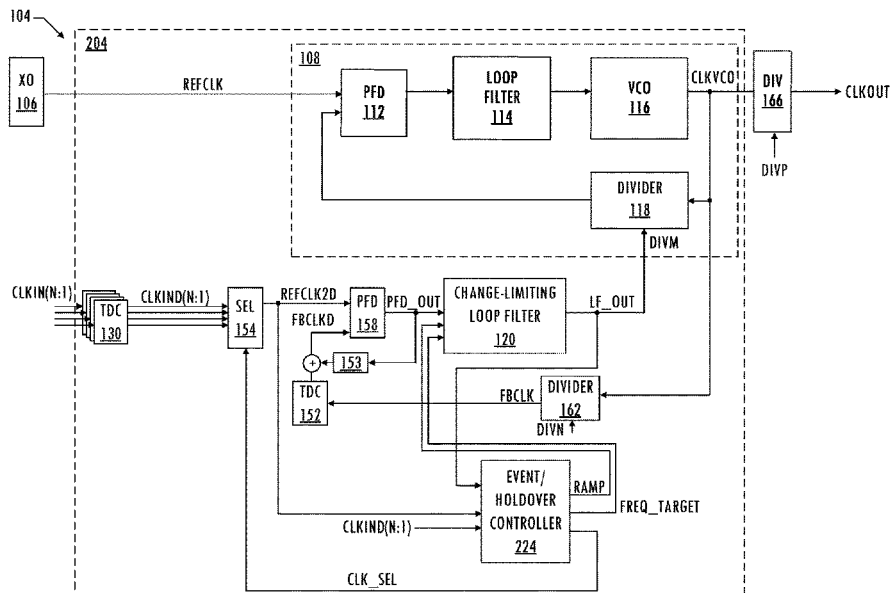 104
204
108
XO
106
REFCLK
PFD
112
LOOP
FILTER
114
VCO
116
CLKVCO
DIV
166
CLKOUT
DIVP
DIVIDER
118
DIVM
CLKIN(N:1)
TDC
130
CLKIND(N:1)
SEL
154
REFCLK2D
FBCLKD
PFD
158
PFD_OUT
CHANGE-LIMITING
LOOP FILTER
120
LF_OUT
+
153
TDC
152
FBCLK
DIVIDER
162
DIVN
EVENT/
HOLDOVER
CONTROLLER
224
RAMP
FREQ_TARGET
CLKIND(N:1)
CLK_SEL